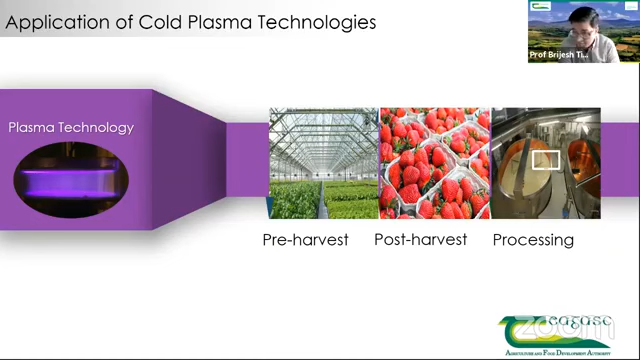 Application of Cold Plasma Technologies
Prof Brijesh Ti...
Plasma Technology
Pre-harvest
Post-harvest
Processing
teagasc
zoom
Agriculture and Food Development Authority